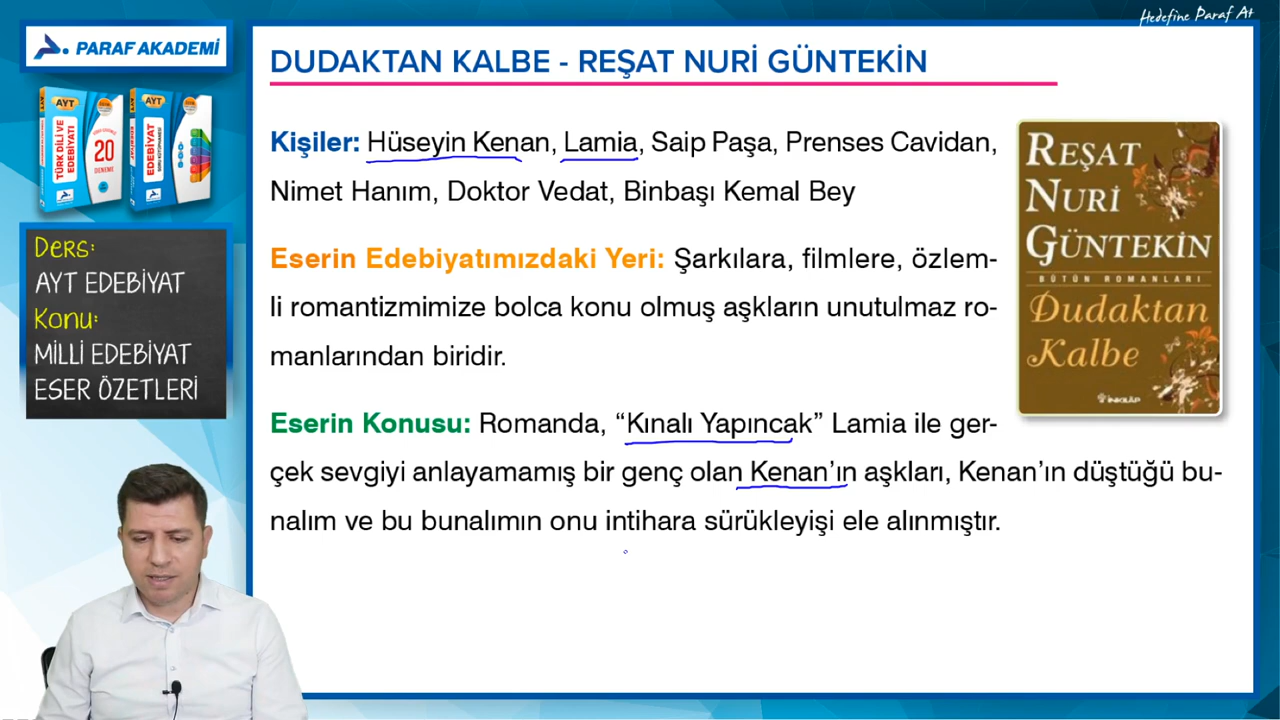 Hedefine Paraf At
PARAF AKADEMİ
AYT
TÜRK DİLİ VE
EDEBİYATI
20
DENEME
AYT
EDEBİYAT
Ders:
AYT EDEBİYAT
Konu:
MİLLİ EDEBİYAT
ESER ÖZETLERİ
DUDAKTAN KALBE - REŞAT NURİ GÜNTEKİN
Kişiler: Hüseyin Kenan, Lamia, Saip Paşa, Prenses Cavidan,
Nimet Hanım, Doktor Vedat, Binbaşı Kemal Bey
Eserin Edebiyatımızdaki Yeri: Şarkılara, filmlere, özlem-
li romantizmimize bolca konu olmuş aşkların unutulmaz ro-
manlarından biridir.
Eserin Konusu: Romanda, “Kınalı Yapıncak” Lamia ile ger-
çek sevgiyi anlayamamış bir genç olan Kenan’ın aşkları, Kenan’ın düştüğü bu-
nalım ve bu bunalımın onu intihara sürükleyişi ele alınmıştır.
REŞAT
NURİ
GÜNTEKİN
BÜTÜN ROMANLARI
Dudaktan
Kalbe
İNKILÂP